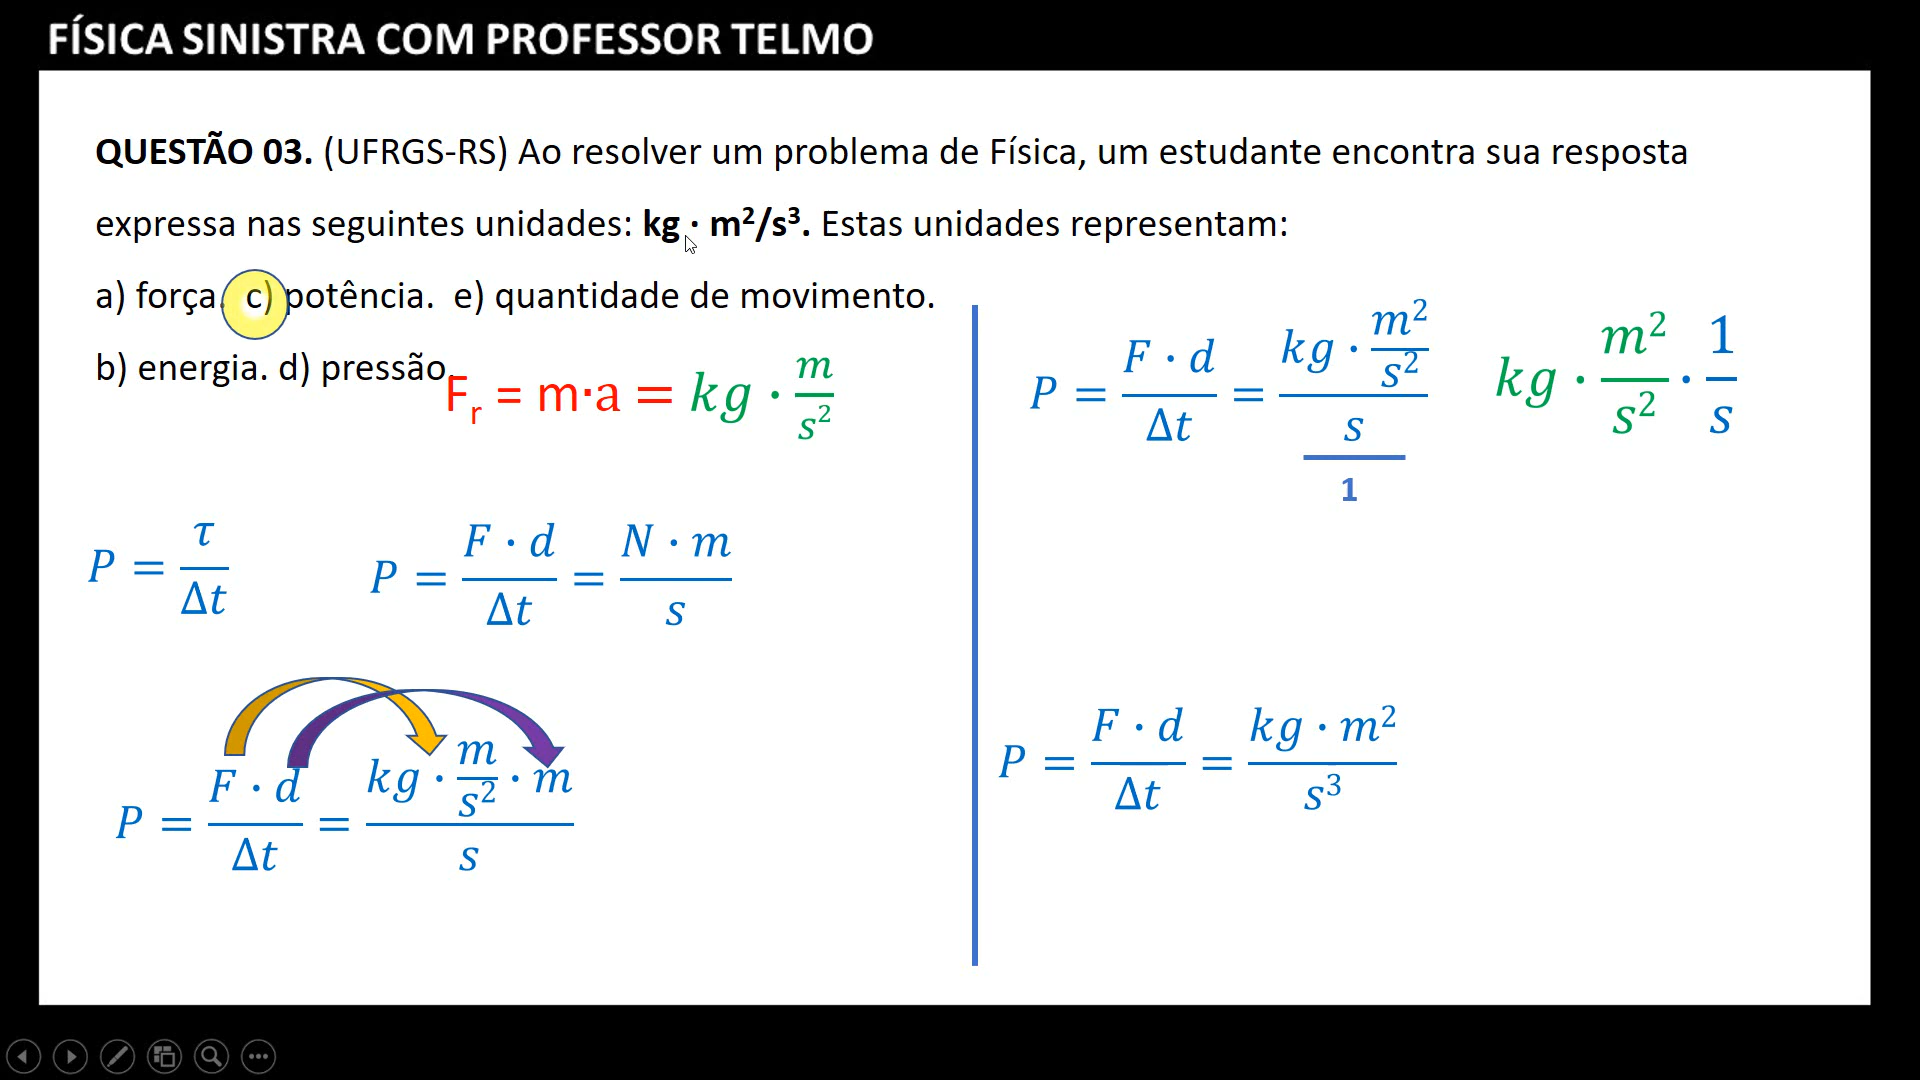 FÍSICA SINISTRA COM PROFESSOR TELMO
QUESTÃO 03. (UFRGS-RS) Ao resolver um problema de Física, um estudante encontra sua resposta
expressa nas seguintes unidades: kg · m²/s³. Estas unidades representam:
a) força. c) potência. e) quantidade de movimento.
b) energia. d) pressão.
Fᵣ = m·a = kg · m/s²
P = τ/Δt
P = F · d/Δt = N · m/s
P = F · d/Δt = (kg · m/s² · m)/s
P = F · d/Δt = (kg · m²/s²)/s
1
kg · m²/s² · 1/s
P = F · d/Δt = kg · m²/s³